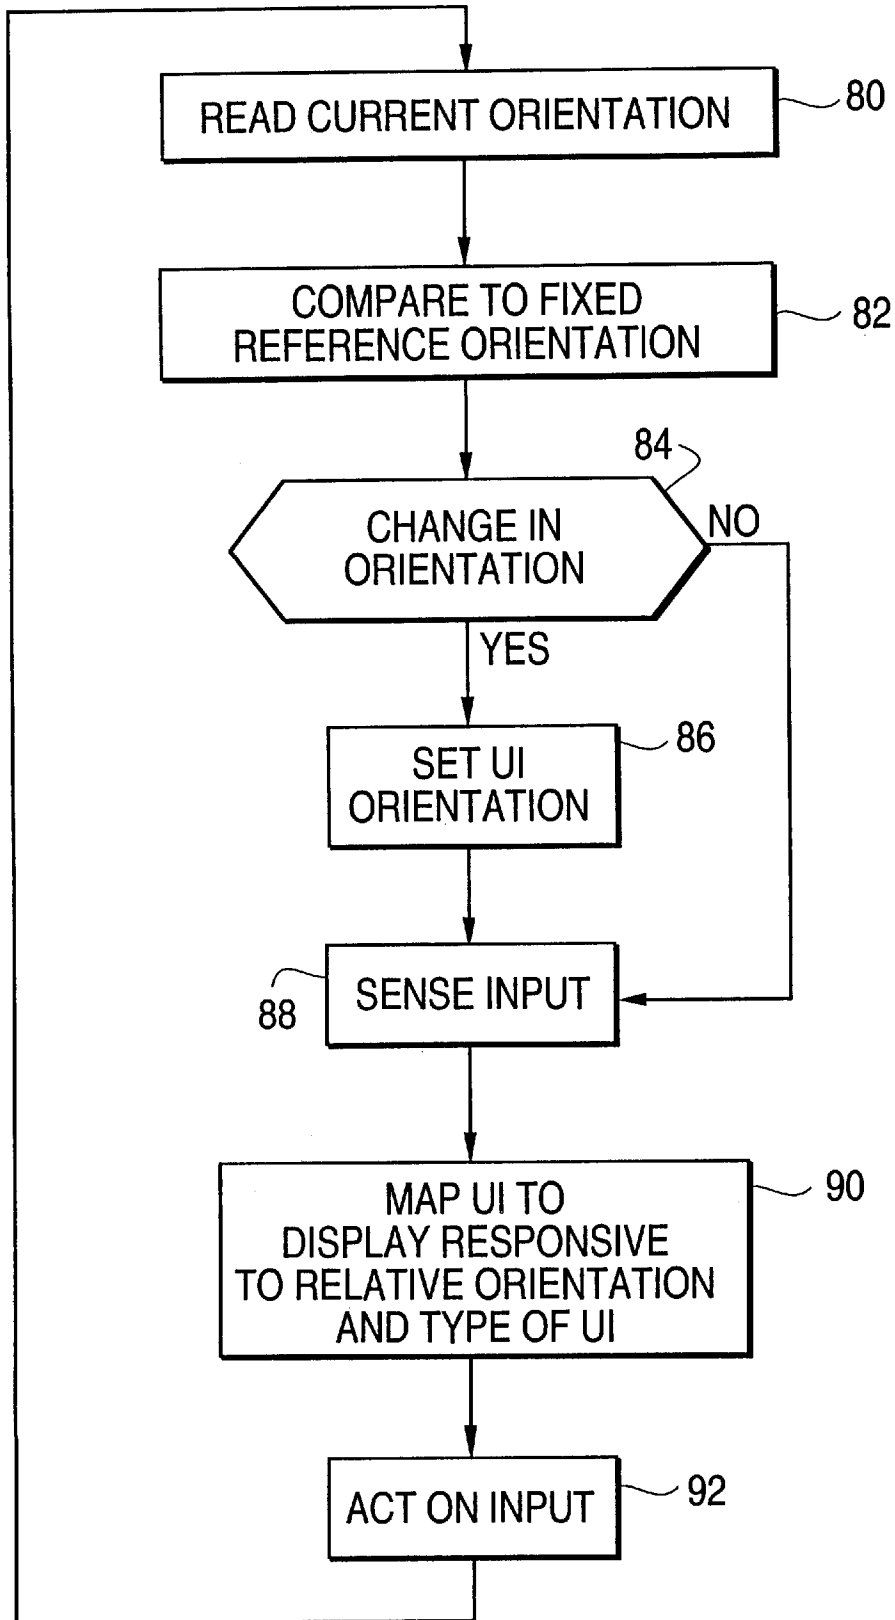 READ CURRENT ORIENTATION
80
COMPARE TO FIXED
REFERENCE ORIENTATION
82
84
CHANGE IN
ORIENTATION
NO
YES
SET UI
ORIENTATION
86
SENSE INPUT
88
MAP UI TO
DISPLAY RESPONSIVE
TO RELATIVE ORIENTATION
AND TYPE OF UI
90
ACT ON INPUT
92